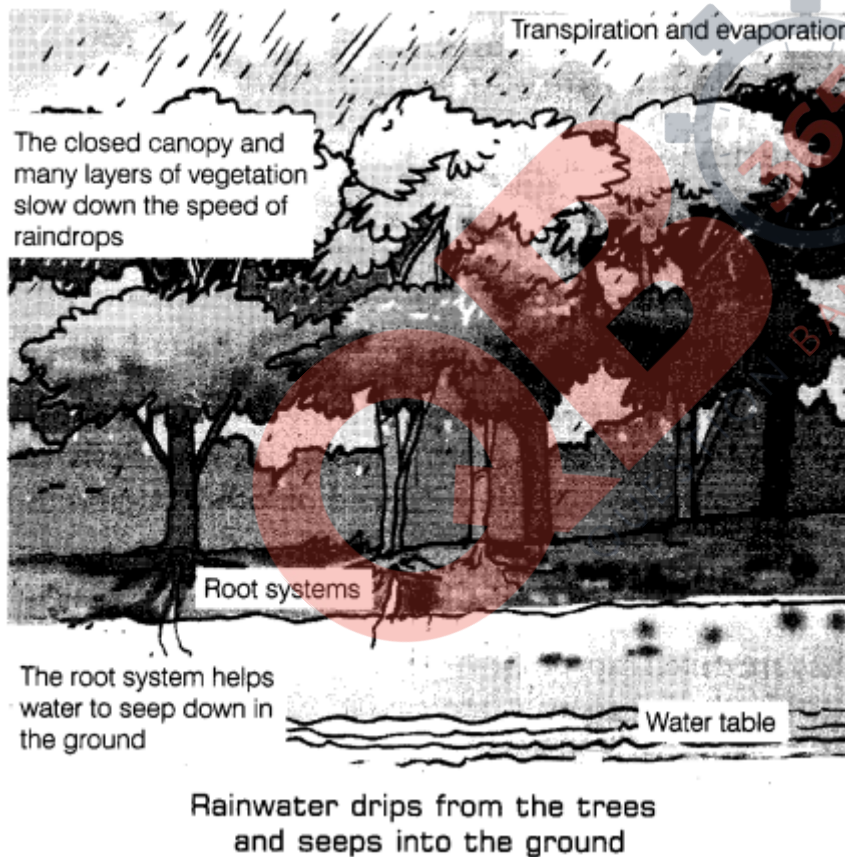 Transpiration and evaporation
The closed canopy and
many layers of vegetation
slow down the speed of
raindrops
Root systems
The root system helps
water to seep down in
the ground
Water table
Rainwater drips from the trees
and seeps into the ground
365